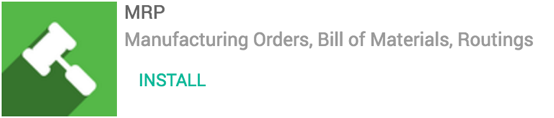 MRP
Manufacturing Orders, Bill of Materials, Routings
INSTALL